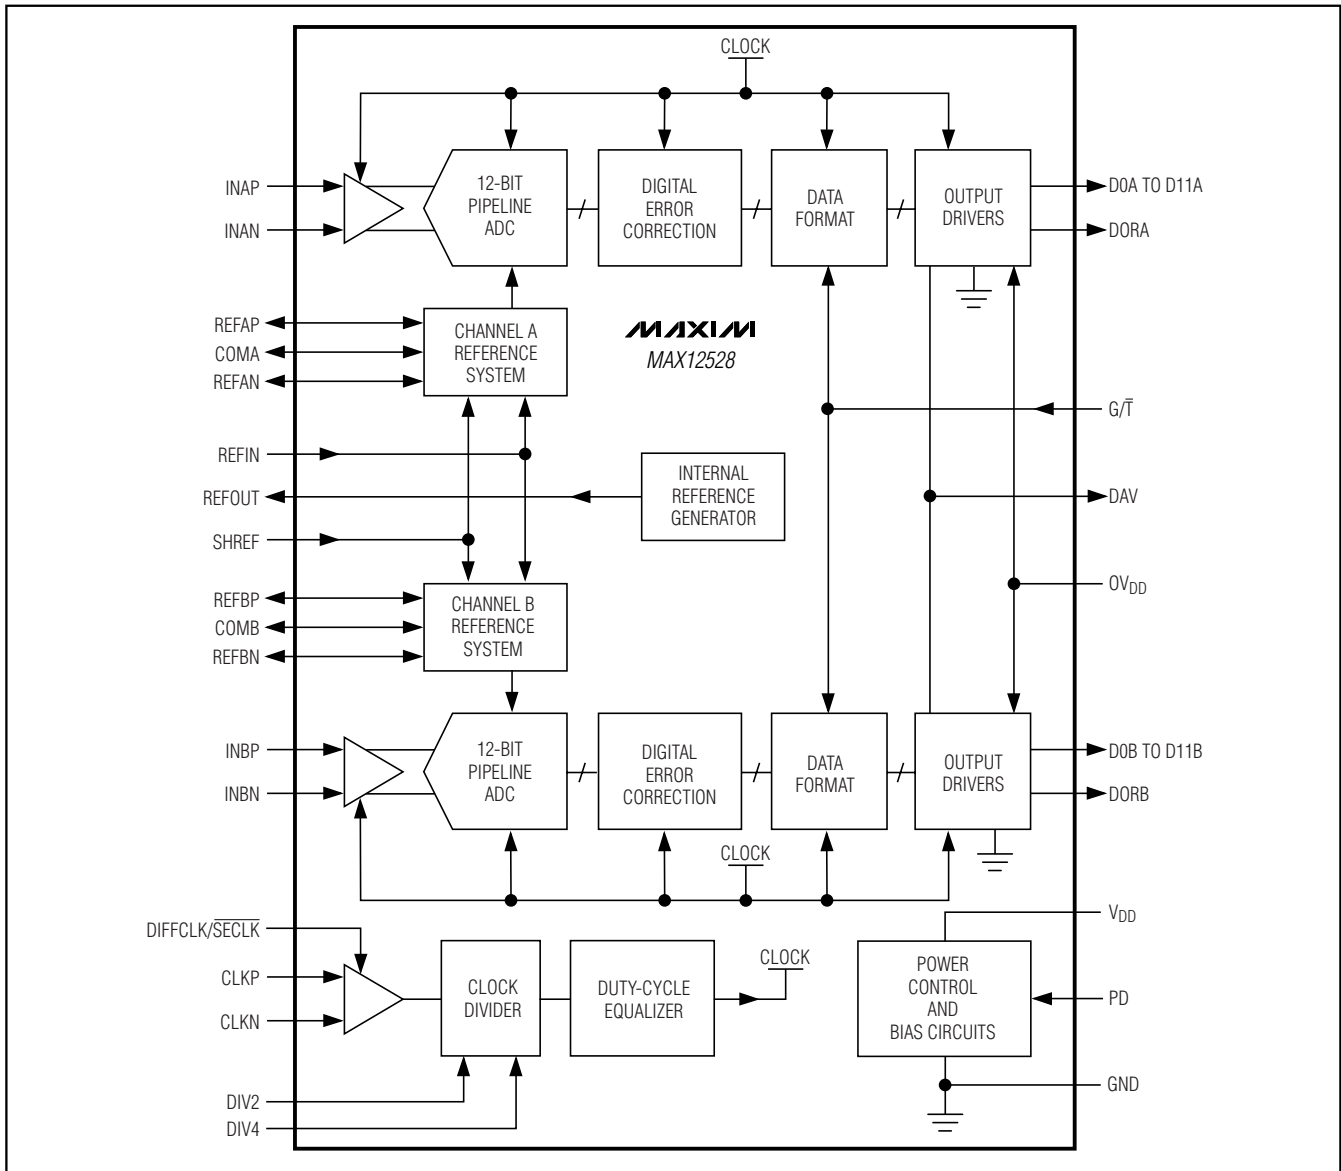 CLOCK
INAP
INAN
12-BIT
PIPELINE
ADC
DIGITAL
ERROR
CORRECTION
DATA
FORMAT
OUTPUT
DRIVERS
D0A TO D11A
DORA
REFAP
COMA
REFAN
CHANNEL A
REFERENCE
SYSTEM
MAXIM
MAX12528
G/T̅
REFIN
REFOUT
SHREF
INTERNAL
REFERENCE
GENERATOR
DAV
OVDD
REFBP
COMB
REFBN
CHANNEL B
REFERENCE
SYSTEM
INBP
INBN
12-BIT
PIPELINE
ADC
DIGITAL
ERROR
CORRECTION
DATA
FORMAT
OUTPUT
DRIVERS
D0B TO D11B
DORB
CLOCK
DIFFCLK/S̅E̅C̅L̅K̅
CLKP
CLKN
CLOCK
DIVIDER
DUTY-CYCLE
EQUALIZER
CLOCK
VDD
POWER
CONTROL
AND
BIAS CIRCUITS
PD
GND
DIV2
DIV4